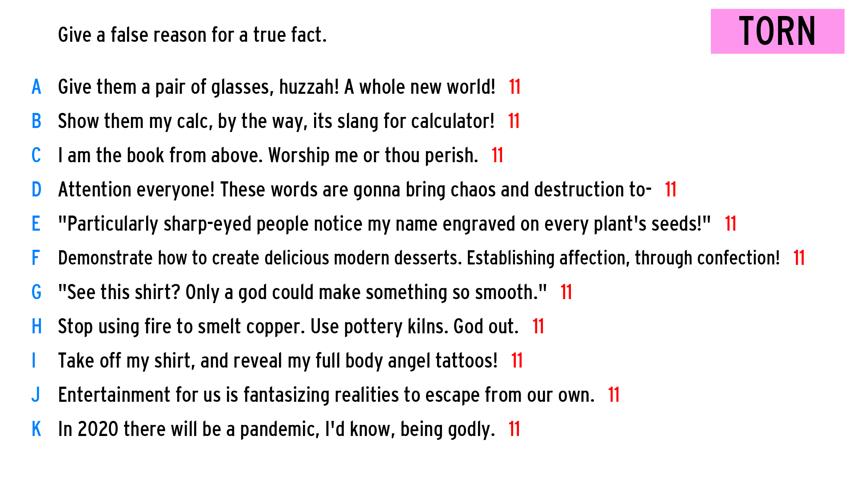 Give a false reason for a true fact.
TORN
A Give them a pair of glasses, huzzah! A whole new world! 11
B Show them my calc, by the way, its slang for calculator! 11
C I am the book from above. Worship me or thou perish. 11
D Attention everyone! These words are gonna bring chaos and destruction to- 11
E "Particularly sharp-eyed people notice my name engraved on every plant's seeds!" 11
F Demonstrate how to create delicious modern desserts. Establishing affection, through confection! 11
G "See this shirt? Only a god could make something so smooth." 11
H Stop using fire to smelt copper. Use pottery kilns. God out. 11
I Take off my shirt, and reveal my full body angel tattoos! 11
J Entertainment for us is fantasizing realities to escape from our own. 11
K In 2020 there will be a pandemic, I'd know, being godly. 11